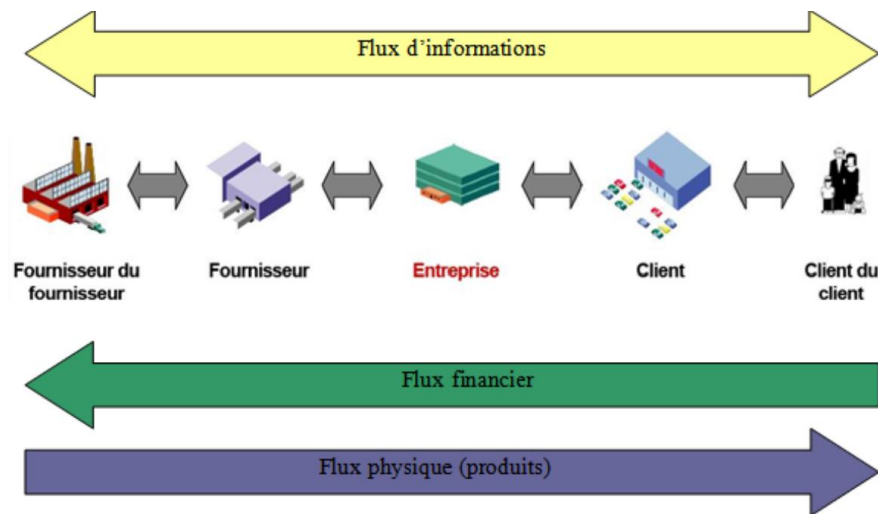 Flux d'informations
Fournisseur du
fournisseur
Fournisseur
Entreprise
Client
Client du
client
Flux financier
Flux physique (produits)